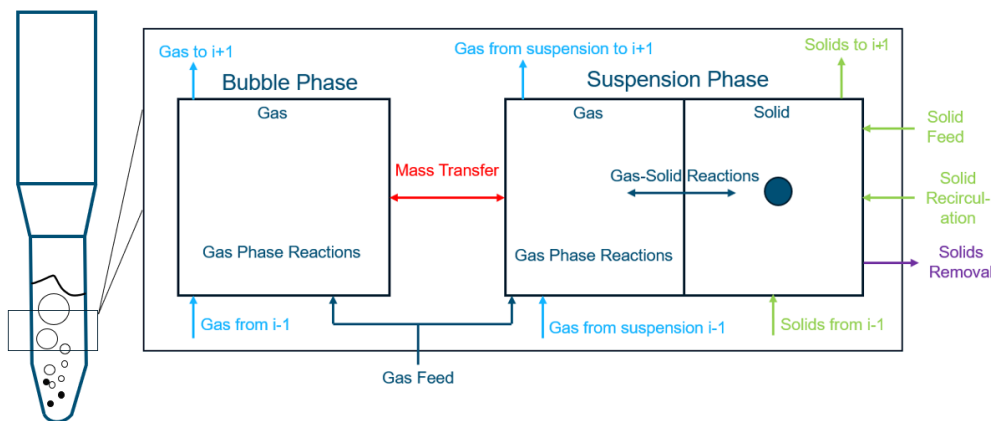 Gas to i+1
Gas from suspension to i+1
Solids to i+1
Bubble Phase
Suspension Phase
Gas
Gas
Solid
Solid
Feed
Mass Transfer
Gas-Solid Reactions
Solid
Recircul-
ation
Gas Phase Reactions
Gas Phase Reactions
Solids
Removal
Gas from i-1
Gas from suspension i-1
Solids from i-1
Gas Feed